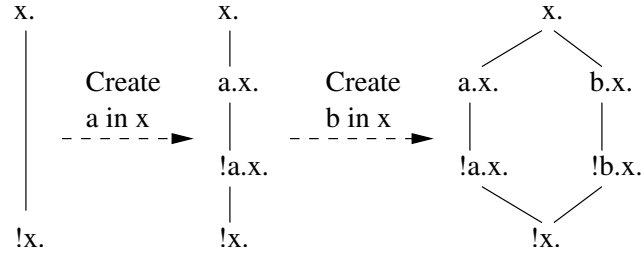 x.
!x.
Create
a in x
x.
a.x.
!a.x.
!x.
Create
b in x
x.
a.x. b.x.
!a.x. !b.x.
!x.